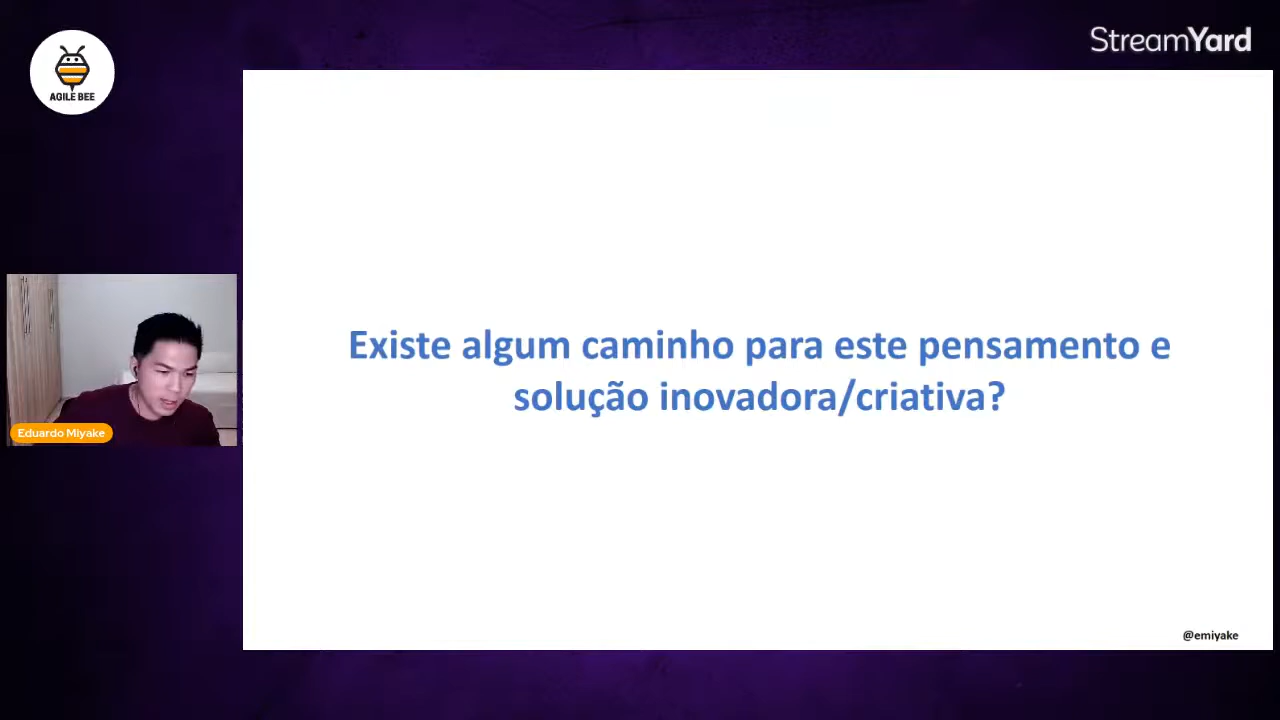 AGILE BEE
StreamYard
Existe algum caminho para este pensamento e
solução inovadora/criativa?
Eduardo Miyake
@emiyake